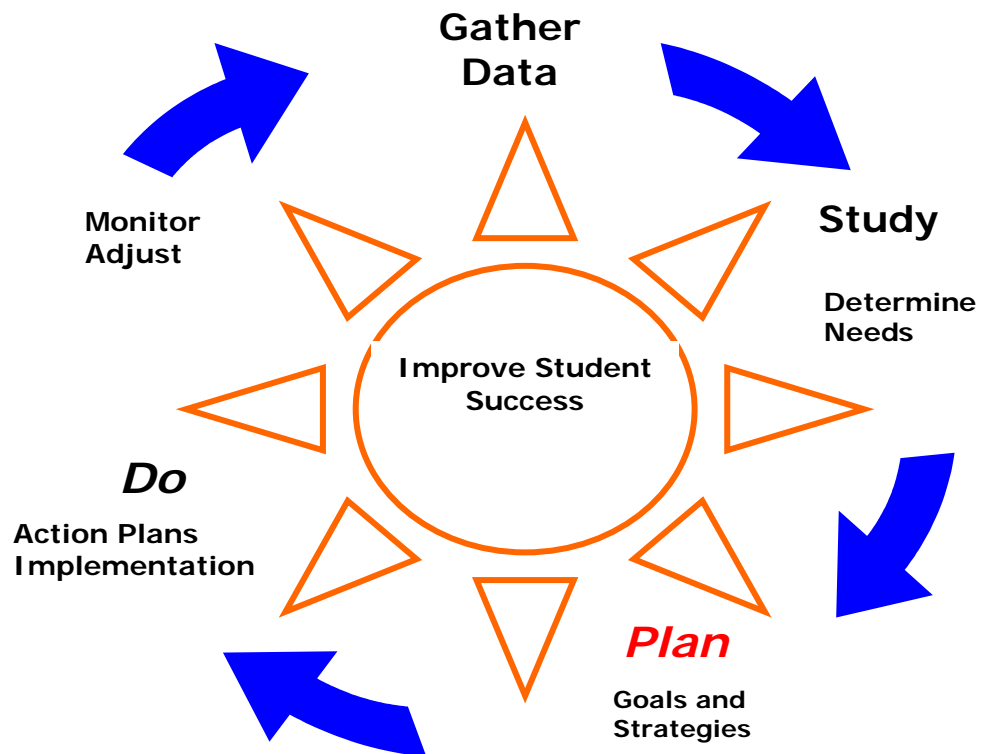 Gather
Data
Study
Determine
Needs
Plan
Goals and
Strategies
Do
Action Plans
Implementation
Monitor
Adjust
Improve Student
Success